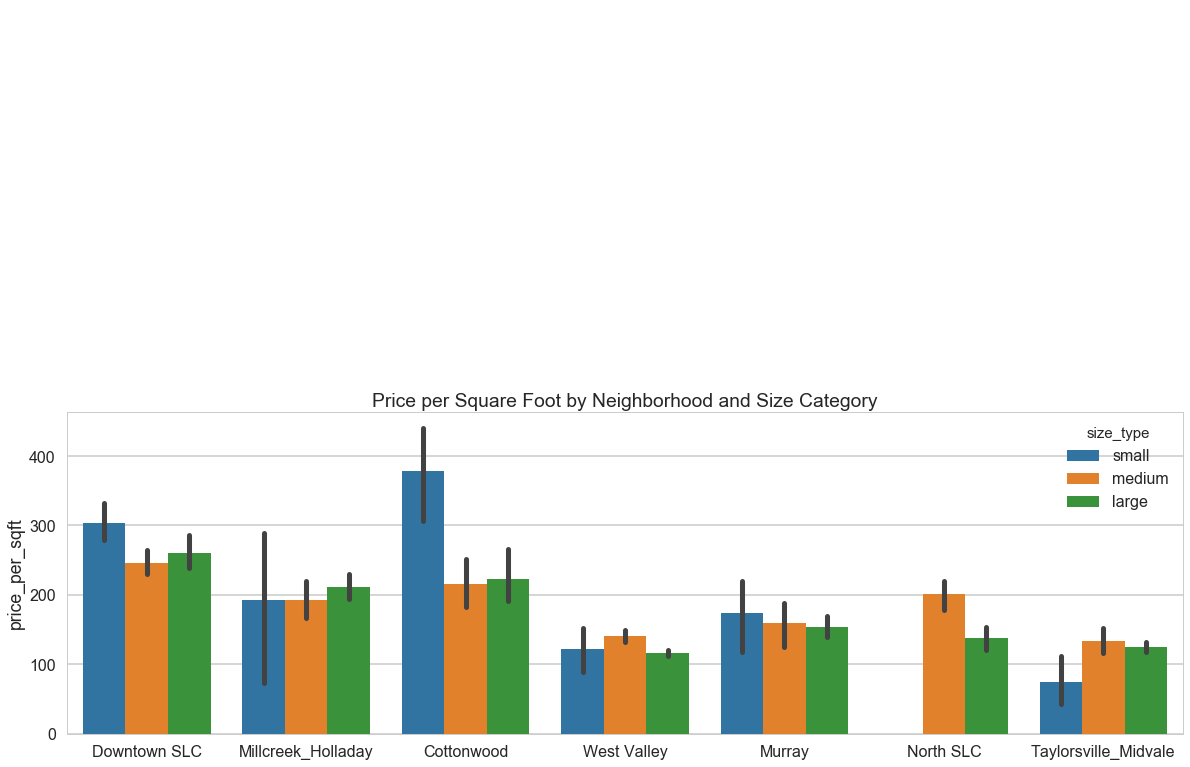 Price per Square Foot by Neighborhood and Size Category
size_type
small
medium
large
price_per_sqft
400
300
200
100
0
Downtown SLC
Millcreek_Holladay
Cottonwood
West Valley
Murray
North SLC
Taylorsville_Midvale